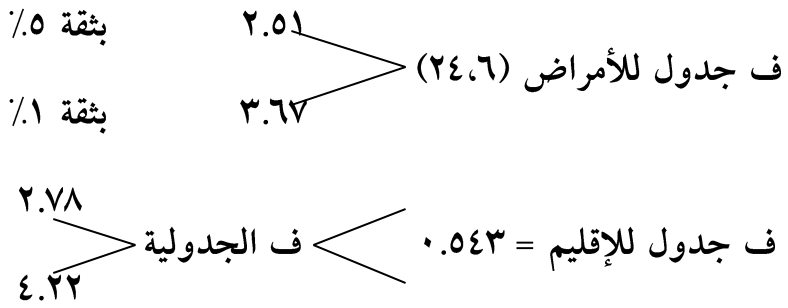 ٢.٥١ بثقة ٥٪
ف جدول للأمراض (٢٤،٦)
٣.٦٧ بثقة ١٪
٢.٧٨
ف جدول للإقليم = ٠.٥٤٣ ف الجدولية
٤.٢٢